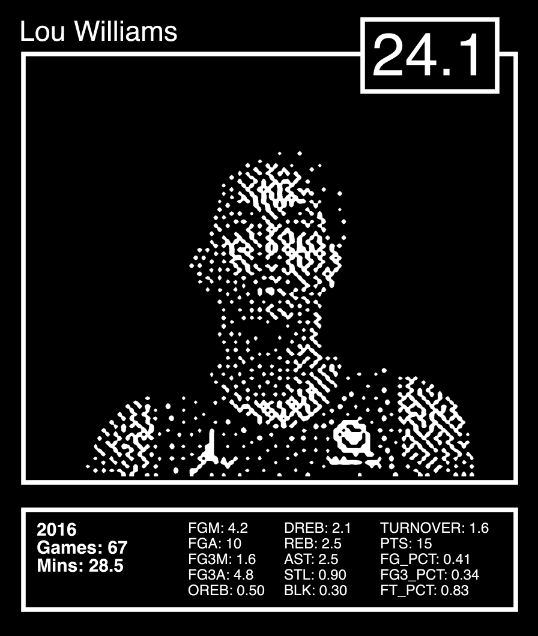 Lou Williams
24.1
2016
Games: 67
Mins: 28.5
FGM: 4.2
FGA: 10
FG3M: 1.6
FG3A: 4.8
OREB: 0.50
DREB: 2.1
REB: 2.5
AST: 2.5
STL: 0.90
BLK: 0.30
TURNOVER: 1.6
PTS: 15
FG_PCT: 0.41
FG3_PCT: 0.34
FT_PCT: 0.83